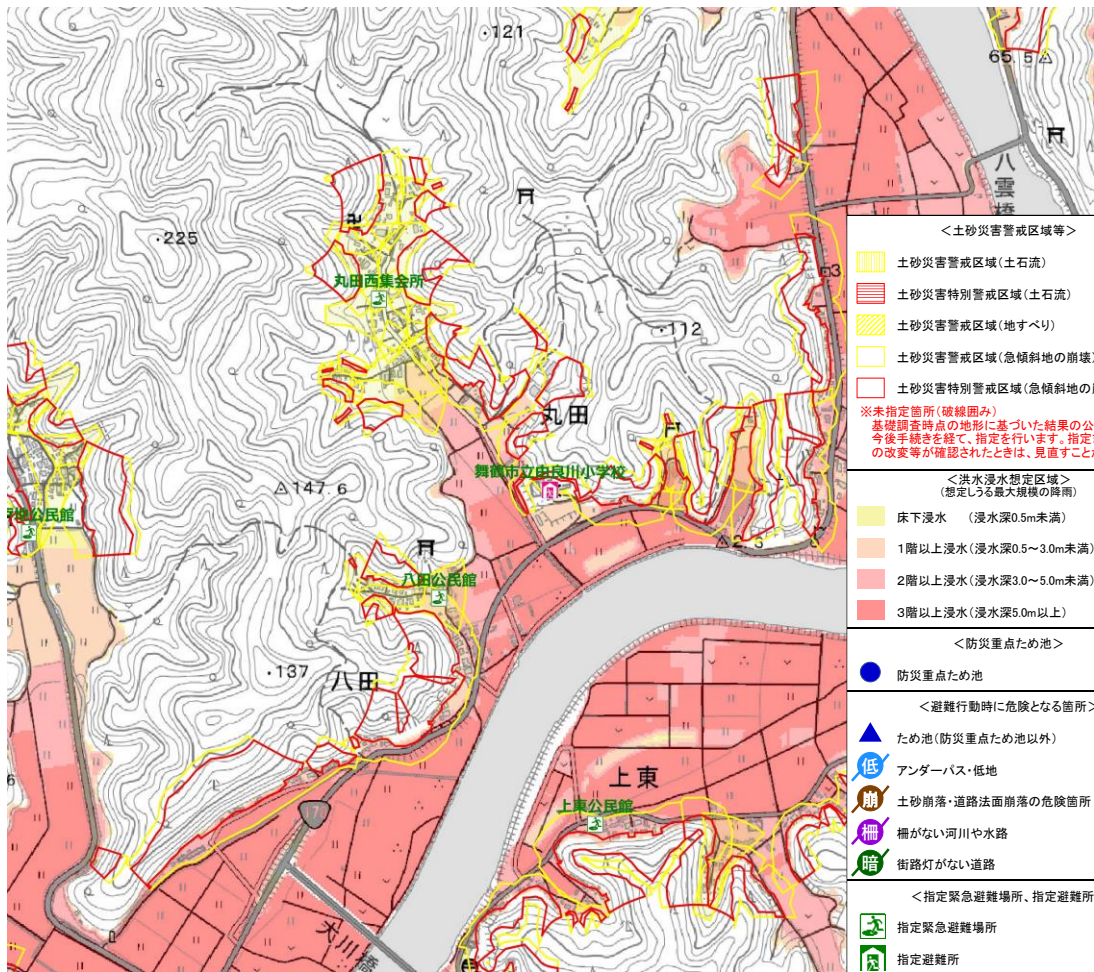 121
65.5
八雲橋
225
丸田西集会所
3
112
丸田
舞鶴市立由良川小学校
147.6
公民館
2.3
八田公民館
137
八田
6
上東
上東公民館
大川橋
＜土砂災害警戒区域等＞
土砂災害警戒区域（土石流）
土砂災害特別警戒区域（土石流）
土砂災害警戒区域（地すべり）
土砂災害警戒区域（急傾斜地の崩壊）
土砂災害特別警戒区域（急傾斜地の
※未指定箇所（破線囲み）
基礎調査時点の地形に基づいた結果の公
今後手続きを経て、指定を行います。指定
の改変等が確認されたときは、見直すこと
＜洪水浸水想定区域＞
（想定しうる最大規模の降雨）
床下浸水　（浸水深0.5m未満）
1階以上浸水（浸水深0.5～3.0m未満）
2階以上浸水（浸水深3.0～5.0m未満）
3階以上浸水（浸水深5.0m以上）
＜防災重点ため池＞
防災重点ため池
＜避難行動時に危険となる箇所＞
ため池（防災重点ため池以外）
低 アンダーパス・低地
崩 土砂崩落・道路法面崩落の危険箇所
柵 柵がない河川や水路
暗 街路灯がない道路
＜指定緊急避難場所、指定避難所
指定緊急避難場所
指定避難所